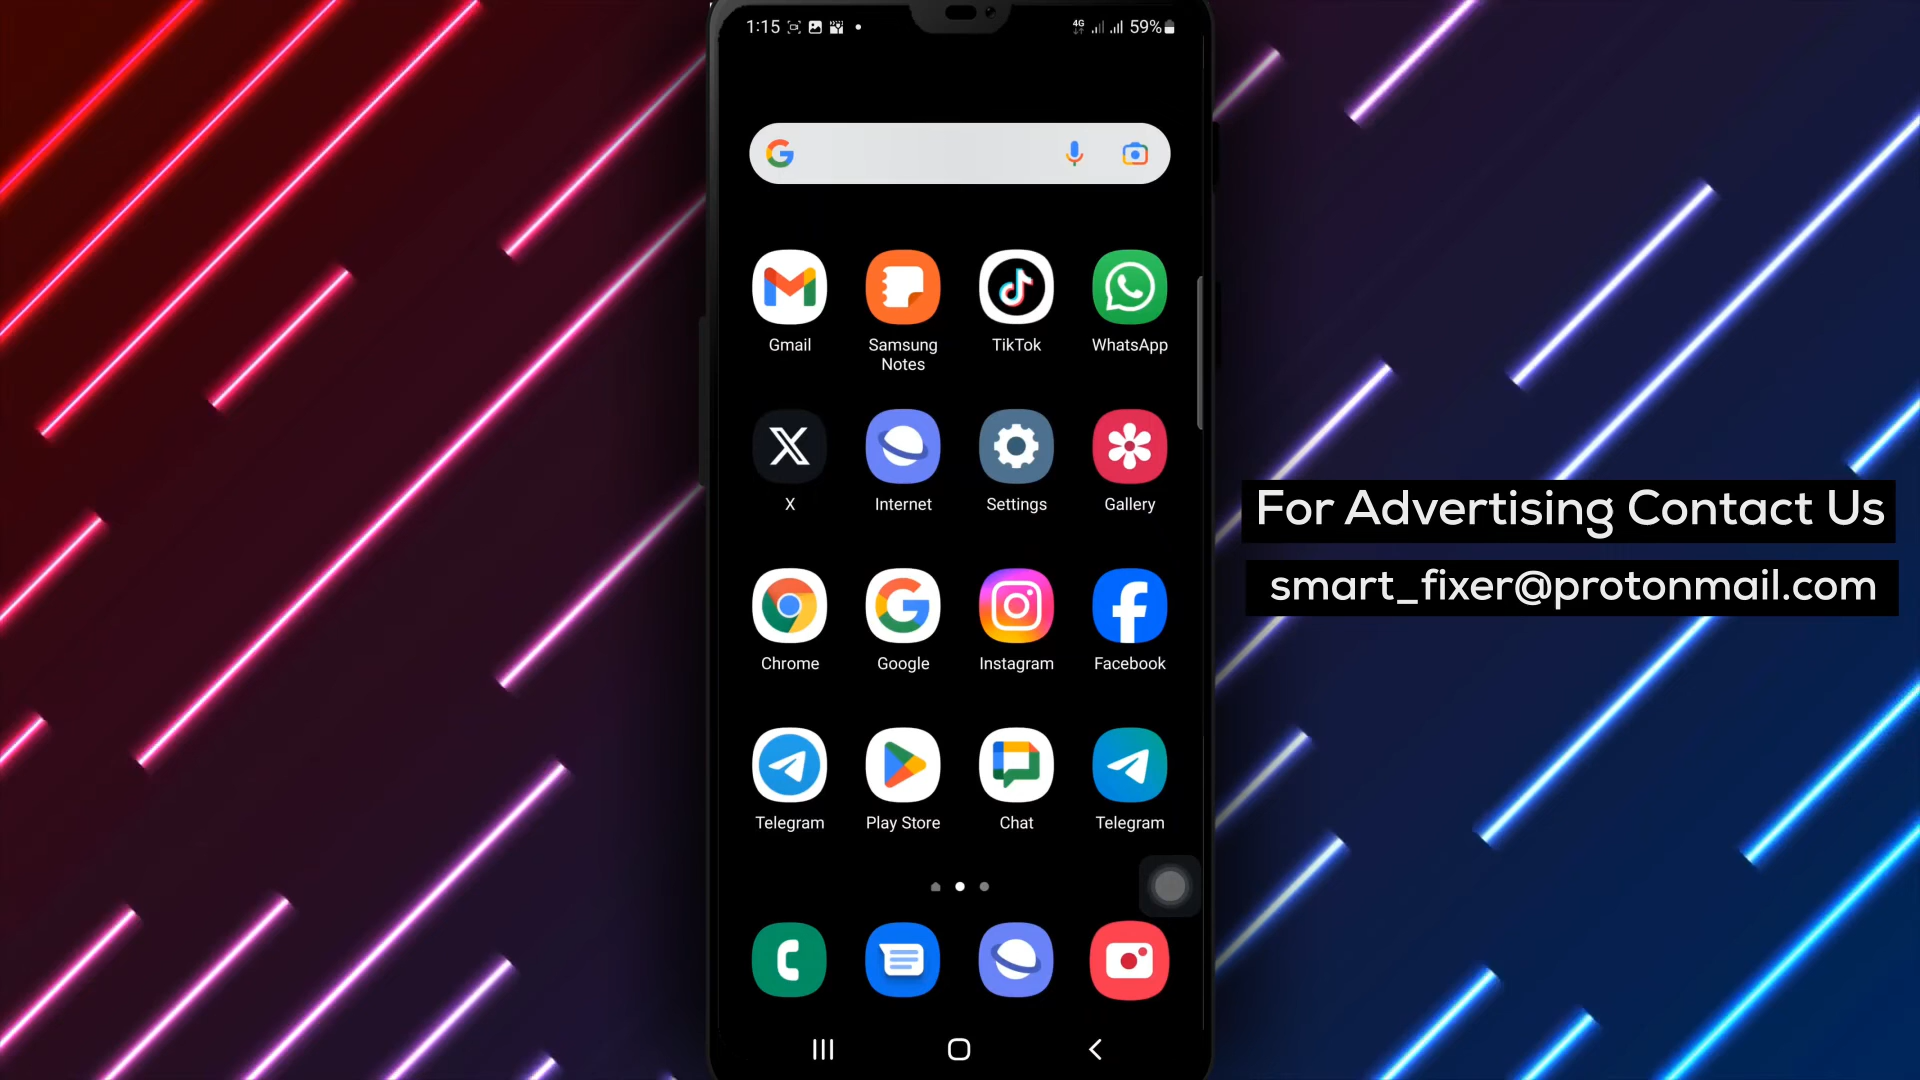 1:15
4G
59%
Gmail
Samsung
Notes
TikTok
WhatsApp
X
Internet
Settings
Gallery
Chrome
Google
Instagram
Facebook
Telegram
Play Store
Chat
Telegram
For Advertising Contact Us
smart_fixer@protonmail.com